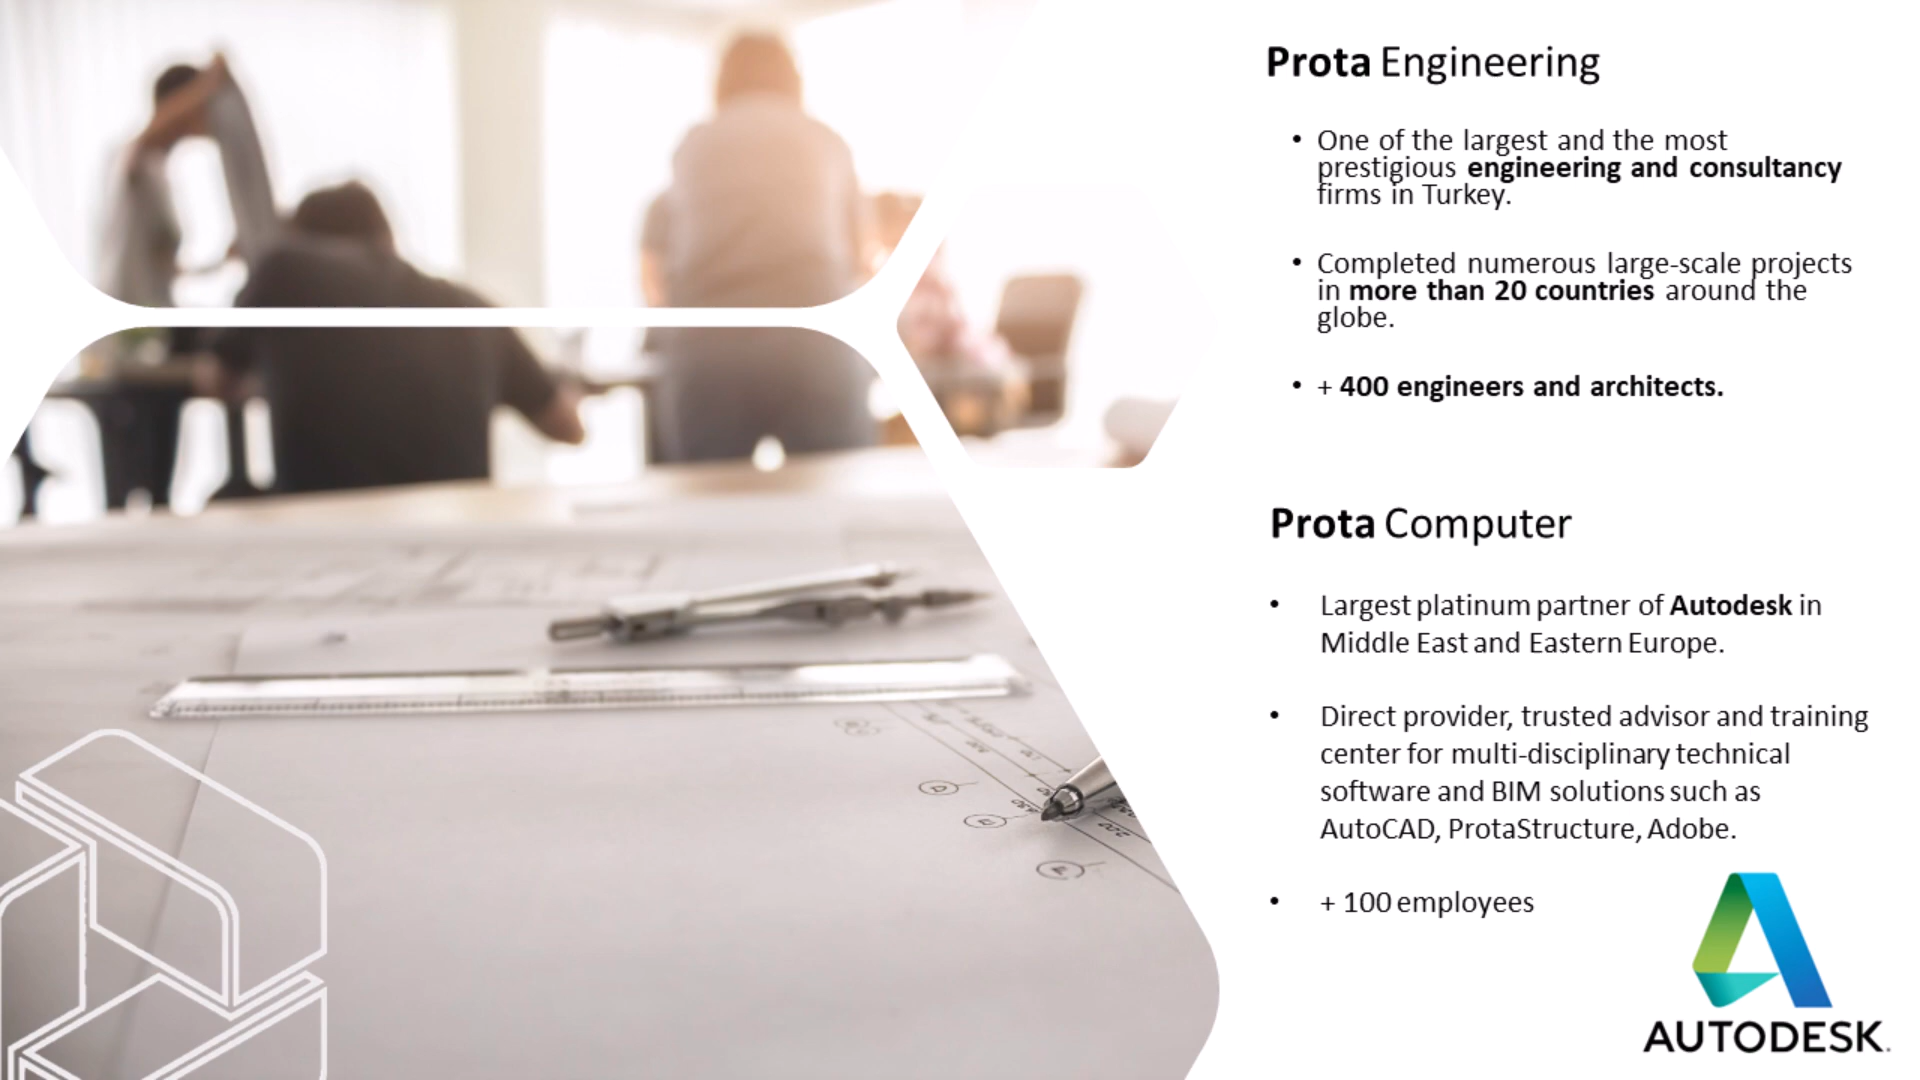 Prota Engineering
• One of the largest and the most
prestigious engineering and consultancy
firms in Turkey.
• Completed numerous large-scale projects
in more than 20 countries around the
globe.
• + 400 engineers and architects.
Prota Computer
• Largest platinum partner of Autodesk in
Middle East and Eastern Europe.
• Direct provider, trusted advisor and training
center for multi-disciplinary technical
software and BIM solutions such as
AutoCAD, ProtaStructure, Adobe.
• + 100 employees
AUTODESK.